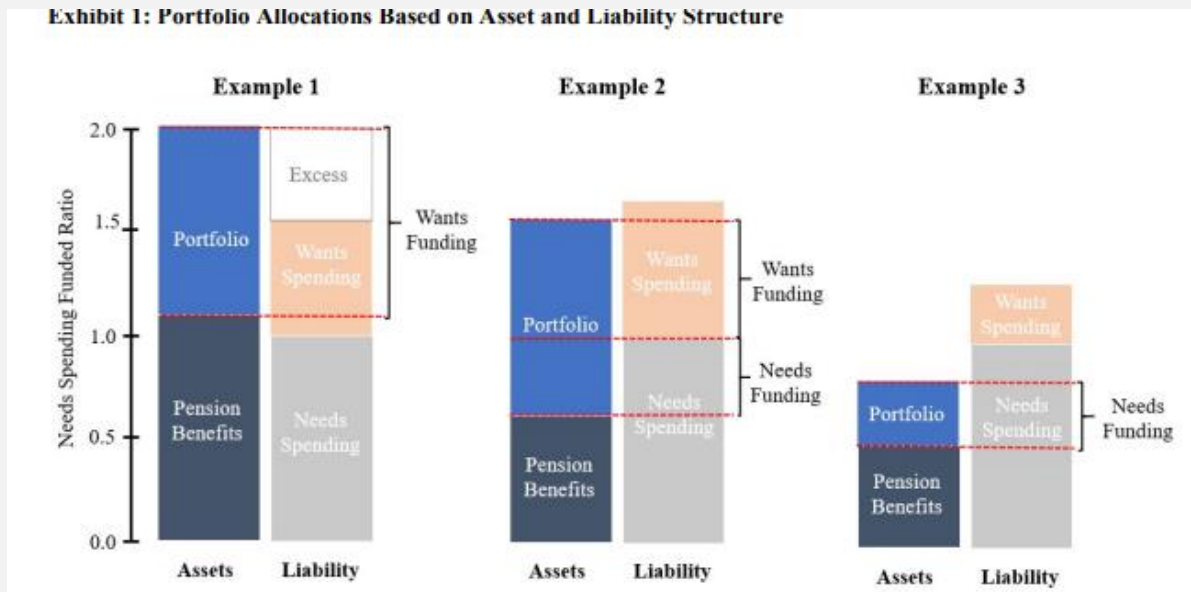 Exhibit 1: Portfolio Allocations Based on Asset and Liability Structure
Example 1
Example 2
Example 3
Needs Spending Funded Ratio
2.0
1.5
1.0
0.5
0.0
Portfolio
Pension
Benefits
Excess
Wants
Spending
Needs
Spending
Wants
Funding
Assets
Liability
Portfolio
Pension
Benefits
Wants
Spending
Needs
Spending
Wants
Funding
Needs
Funding
Assets
Liability
Portfolio
Pension
Benefits
Wants
Spending
Needs
Spending
Needs
Funding
Assets
Liability